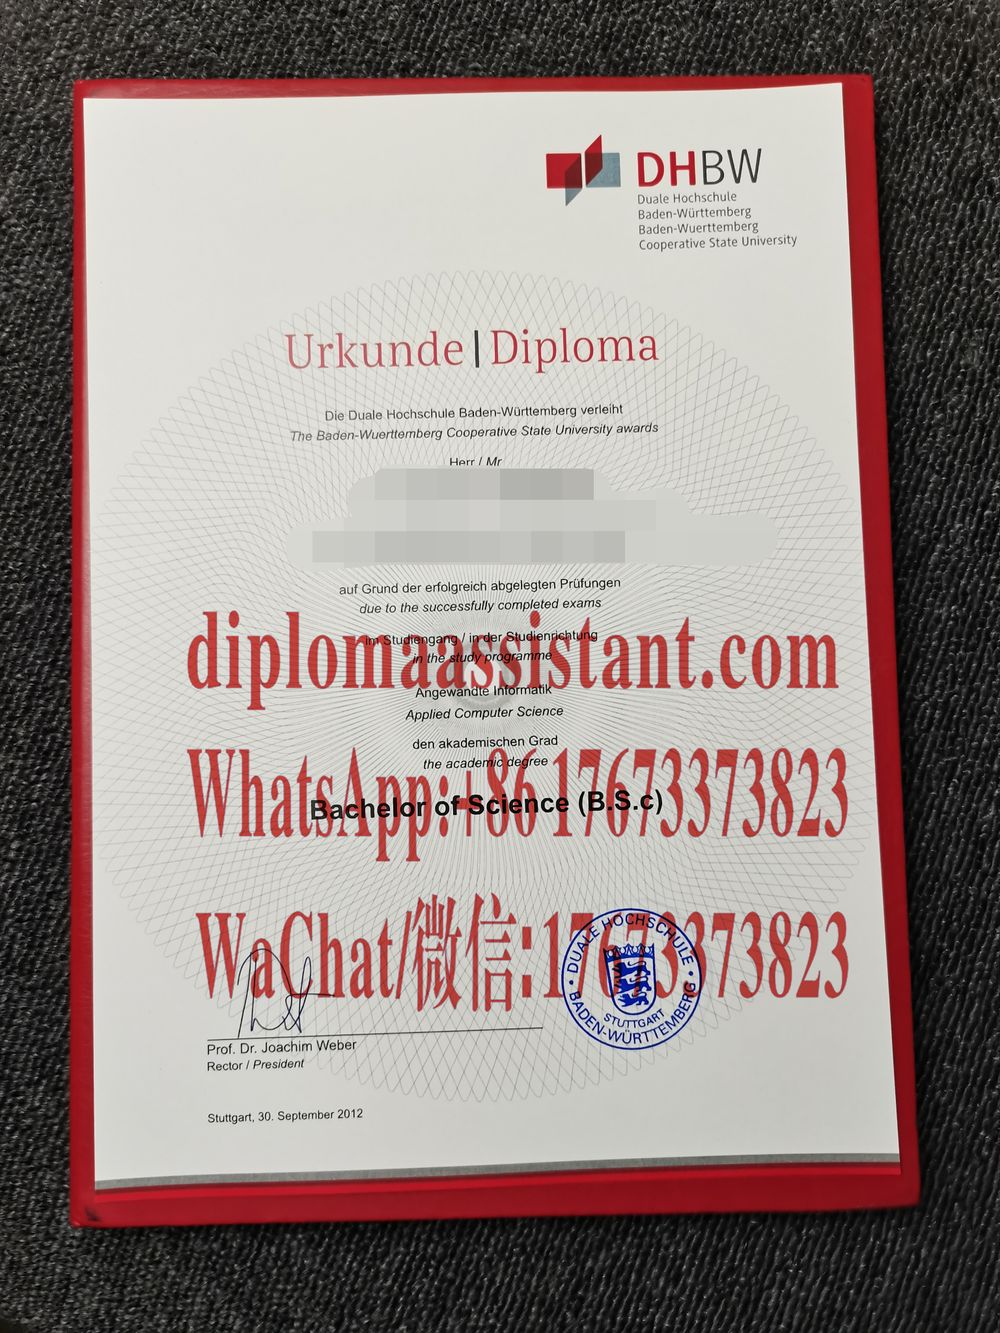 DHBW
Duale Hochschule
Baden-Württemberg
Baden-Wuerttemberg
Cooperative State University
Urkunde | Diploma
Die Duale Hochschule Baden-Württemberg verleiht
The Baden-Wuerttemberg Cooperative State University awards
Herr / Mr
auf Grund der erfolgreich abgelegten Prüfungen
due to the successfully completed exams
diplomaassistant.com
im Studiengang / in der Studienrichtung
in the study programme
Angewandte Informatik
Applied Computer Science
den akademischen Grad
the academic degree
WhatsApp:+86 17673373823
Bachelor of Science (B.S.c)
WaChat/微信:17673373823
DUALE HOCHSCHULE
BADEN-WÜRTTEMBERG
STUTTGART
Prof. Dr. Joachim Weber
Rector / President
Stuttgart, 30. September 2012